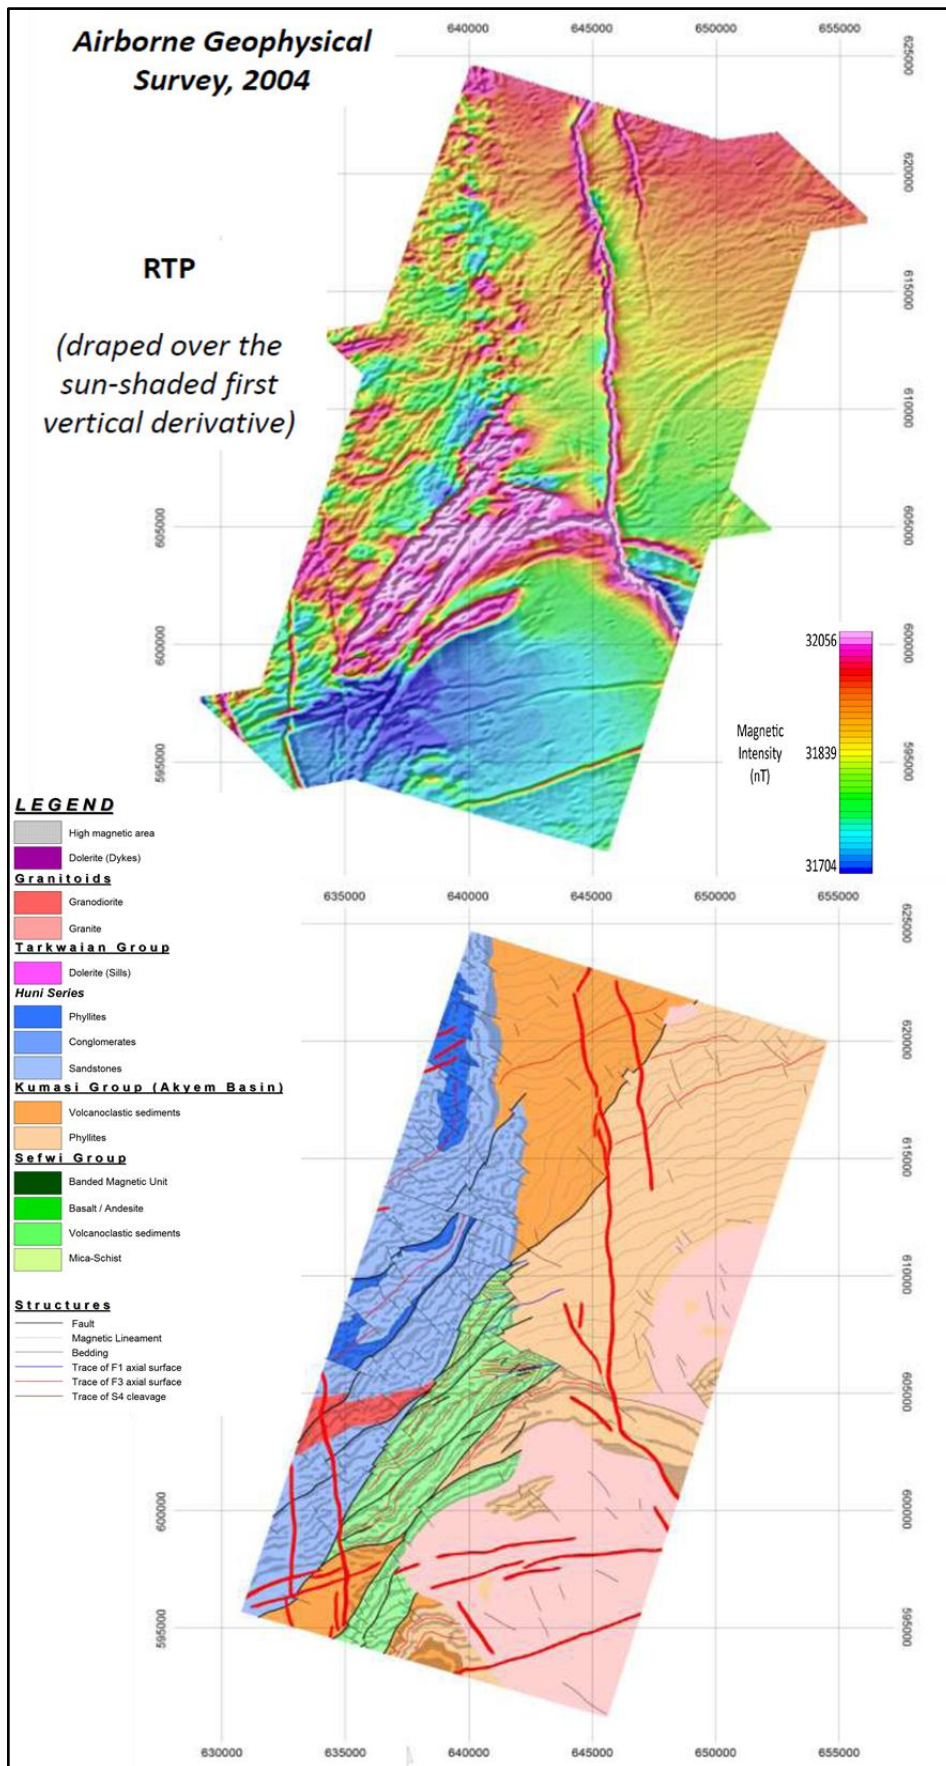 Airborne Geophysical
Survey, 2004
640000
645000
650000
655000
625000
620000
RTP
615000
(draped over the
sun-shaded first
vertical derivative)
610000
605000
605000
600000
600000
32056
Magnetic
Intensity
(nT)
31839
595000
595000
31704
LEGEND
High magnetic area
Dolerite (Dykes)
Granitoids
Granodiorite
Granite
Tarkwaian Group
Dolerite (Sills)
Huni Series
Phyllites
Conglomerates
Sandstones
Kumasi Group (Akyem Basin)
Volcanoclastic sediments
Phyllites
Sefwi Group
Banded Magnetic Unit
Basalt / Andesite
Volcanoclastic sediments
Mica-Schist
Structures
Fault
Magnetic Lineament
Bedding
Trace of F1 axial surface
Trace of F3 axial surface
Trace of S4 cleavage
635000
640000
645000
650000
655000
625000
620000
615000
610000
605000
600000
600000
595000
595000
630000
635000
640000
645000
650000
655000